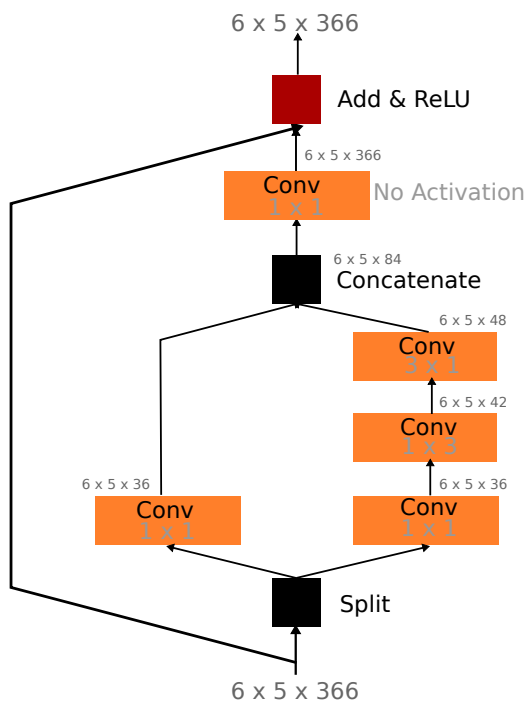 6 x 5 x 366
Add & ReLU
6 x 5 x 366
Conv
1 x 1
No Activation
6 x 5 x 84
Concatenate
6 x 5 x 48
Conv
3 x 1
6 x 5 x 42
Conv
1 x 3
6 x 5 x 36
Conv
1 x 1
6 x 5 x 36
Conv
1 x 1
Split
6 x 5 x 366